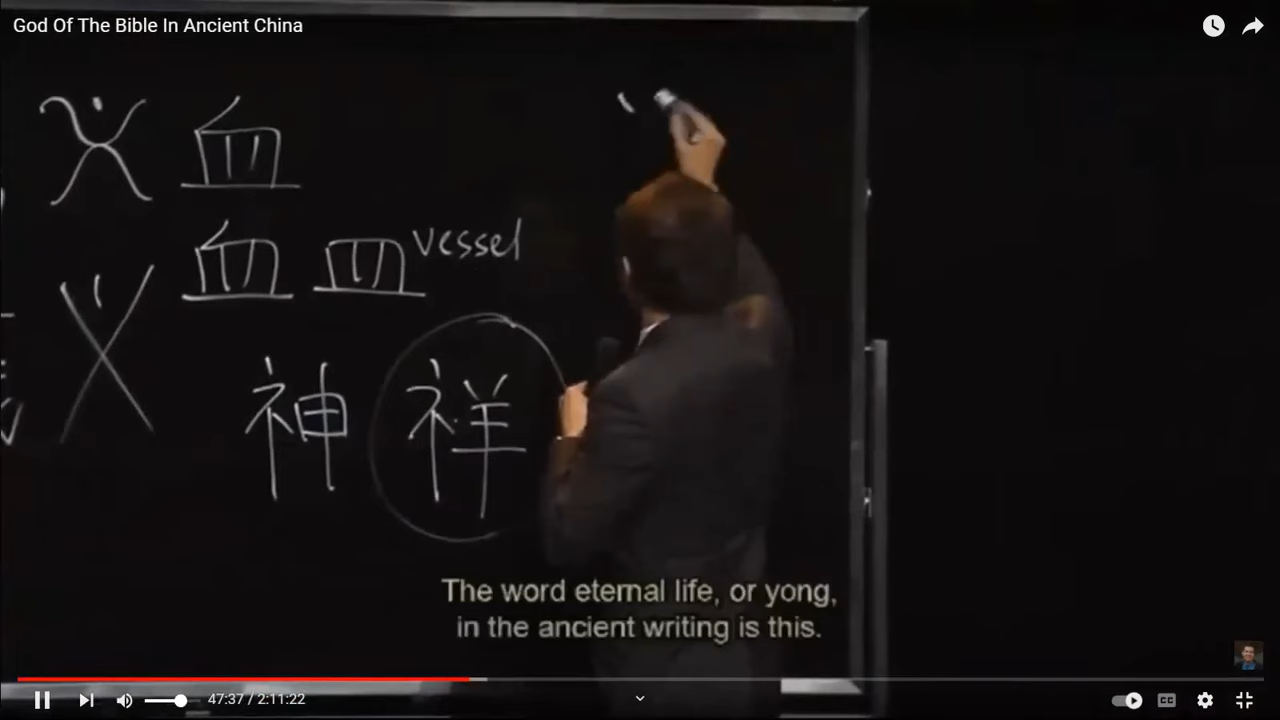 God Of The Bible In Ancient China
血
血 皿 vessel
神 祥
The word eternal life, or yong,
in the ancient writing is this.
47:37 / 2:11:22
CC